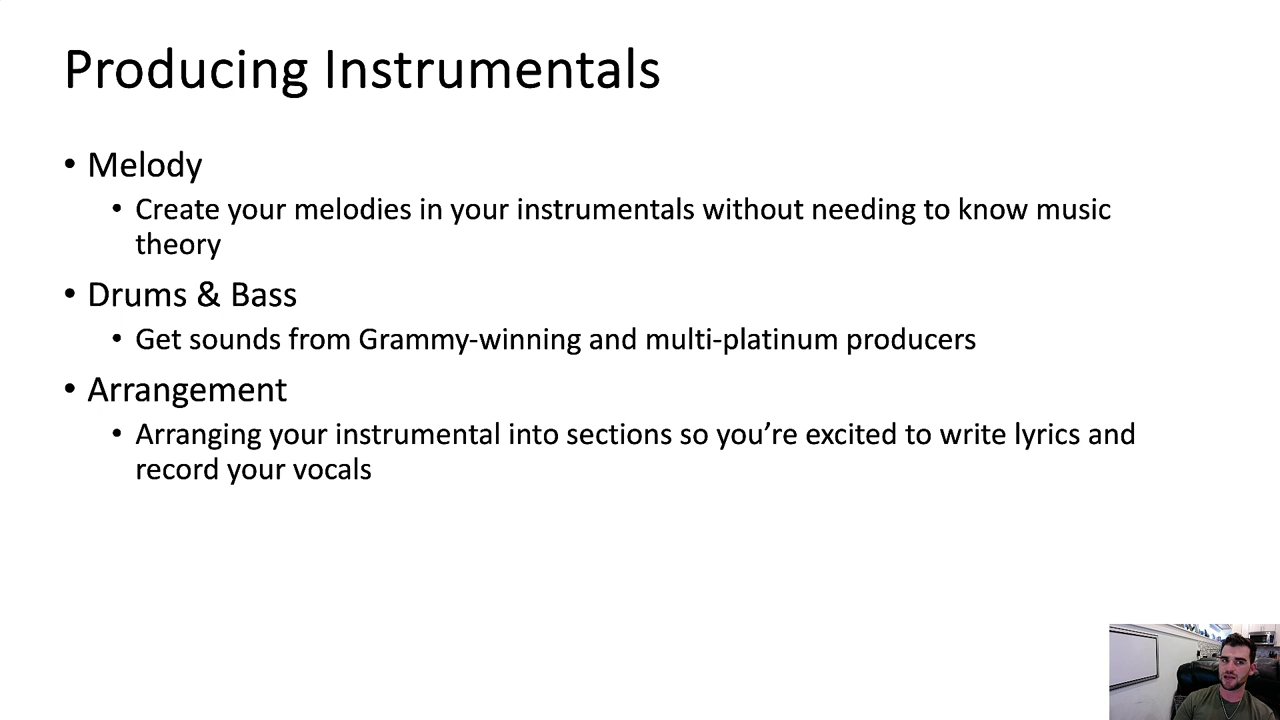 Producing Instrumentals
• Melody
• Create your melodies in your instrumentals without needing to know music
theory
• Drums & Bass
• Get sounds from Grammy-winning and multi-platinum producers
• Arrangement
• Arranging your instrumental into sections so you’re excited to write lyrics and
record your vocals